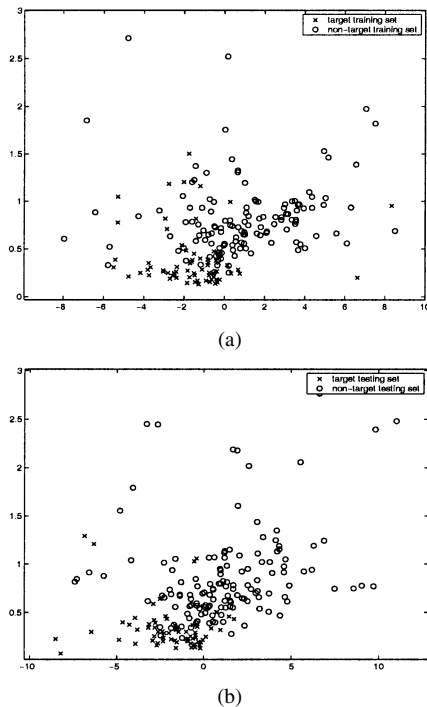 3
× target training set
o non-target training set
2.5
2
1.5
1
0.5
0
−8 −6 −4 −2 0 2 4 6 8 10
(a)
3
× target testing set
o non-target testing set
2.5
2
1.5
1
0.5
−10 −5 0 5 10
(b)